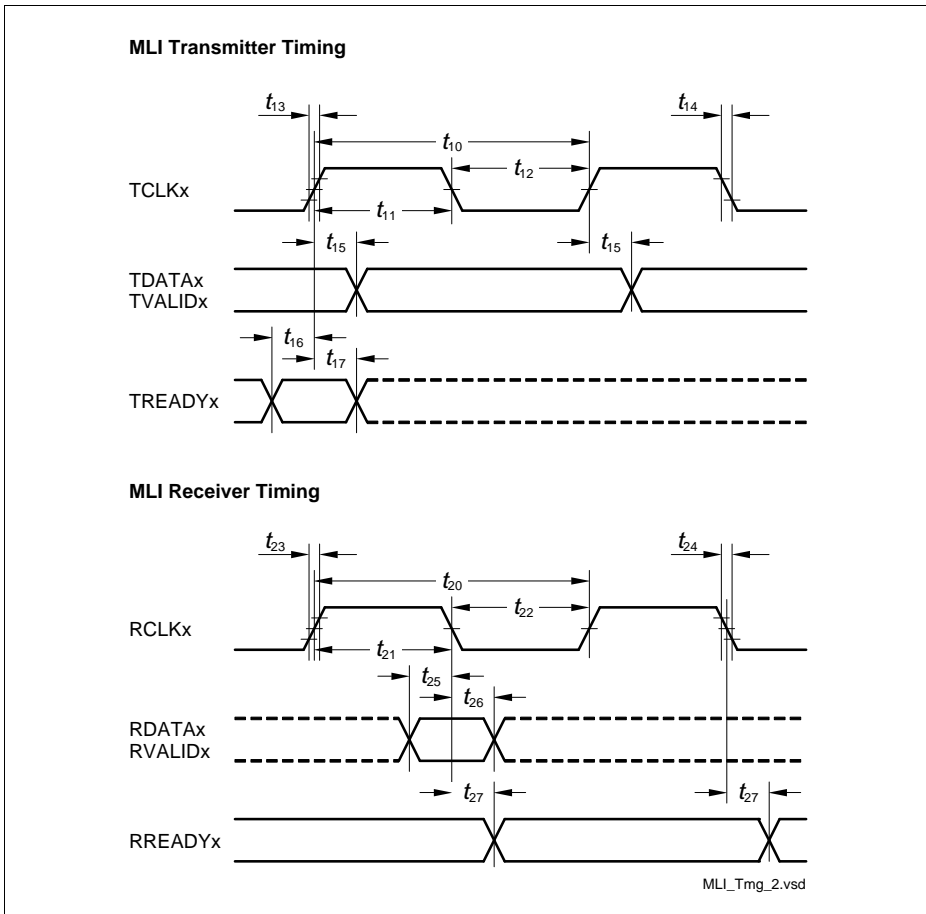 MLI Transmitter Timing
t13
t14
t10
t12
TCLKx
t11
t15
t15
TDATAx
TVALIDx
t16
t17
TREADYx
MLI Receiver Timing
t23
t24
t20
t22
RCLKx
t21
t25
t26
RDATAx
RVALIDx
t27
t27
RREADYx
MLI_Tmg_2.vsd